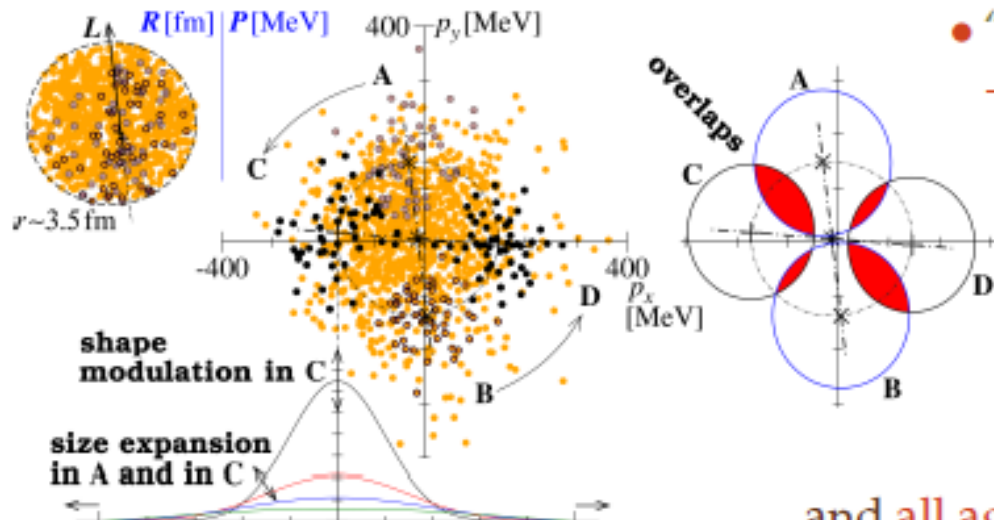 L
R[fm] P[MeV]
r~3.5 fm
400 p_y[MeV]
A
C
-400
400
p_x
[MeV]
D
B
shape
modulation in C
size expansion
in A and in C
overlaps
A
C
D
B
and all ag